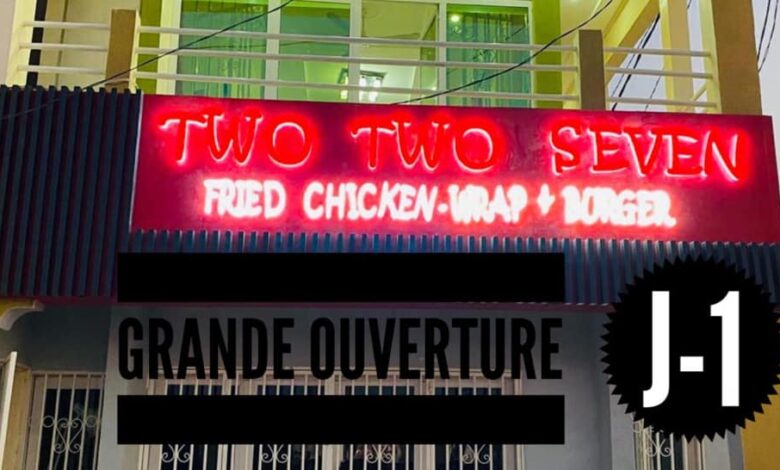 TWO TWO SEVEN
FRIED CHICKEN-WRAP + BURGER
GRANDE OUVERTURE
J-1